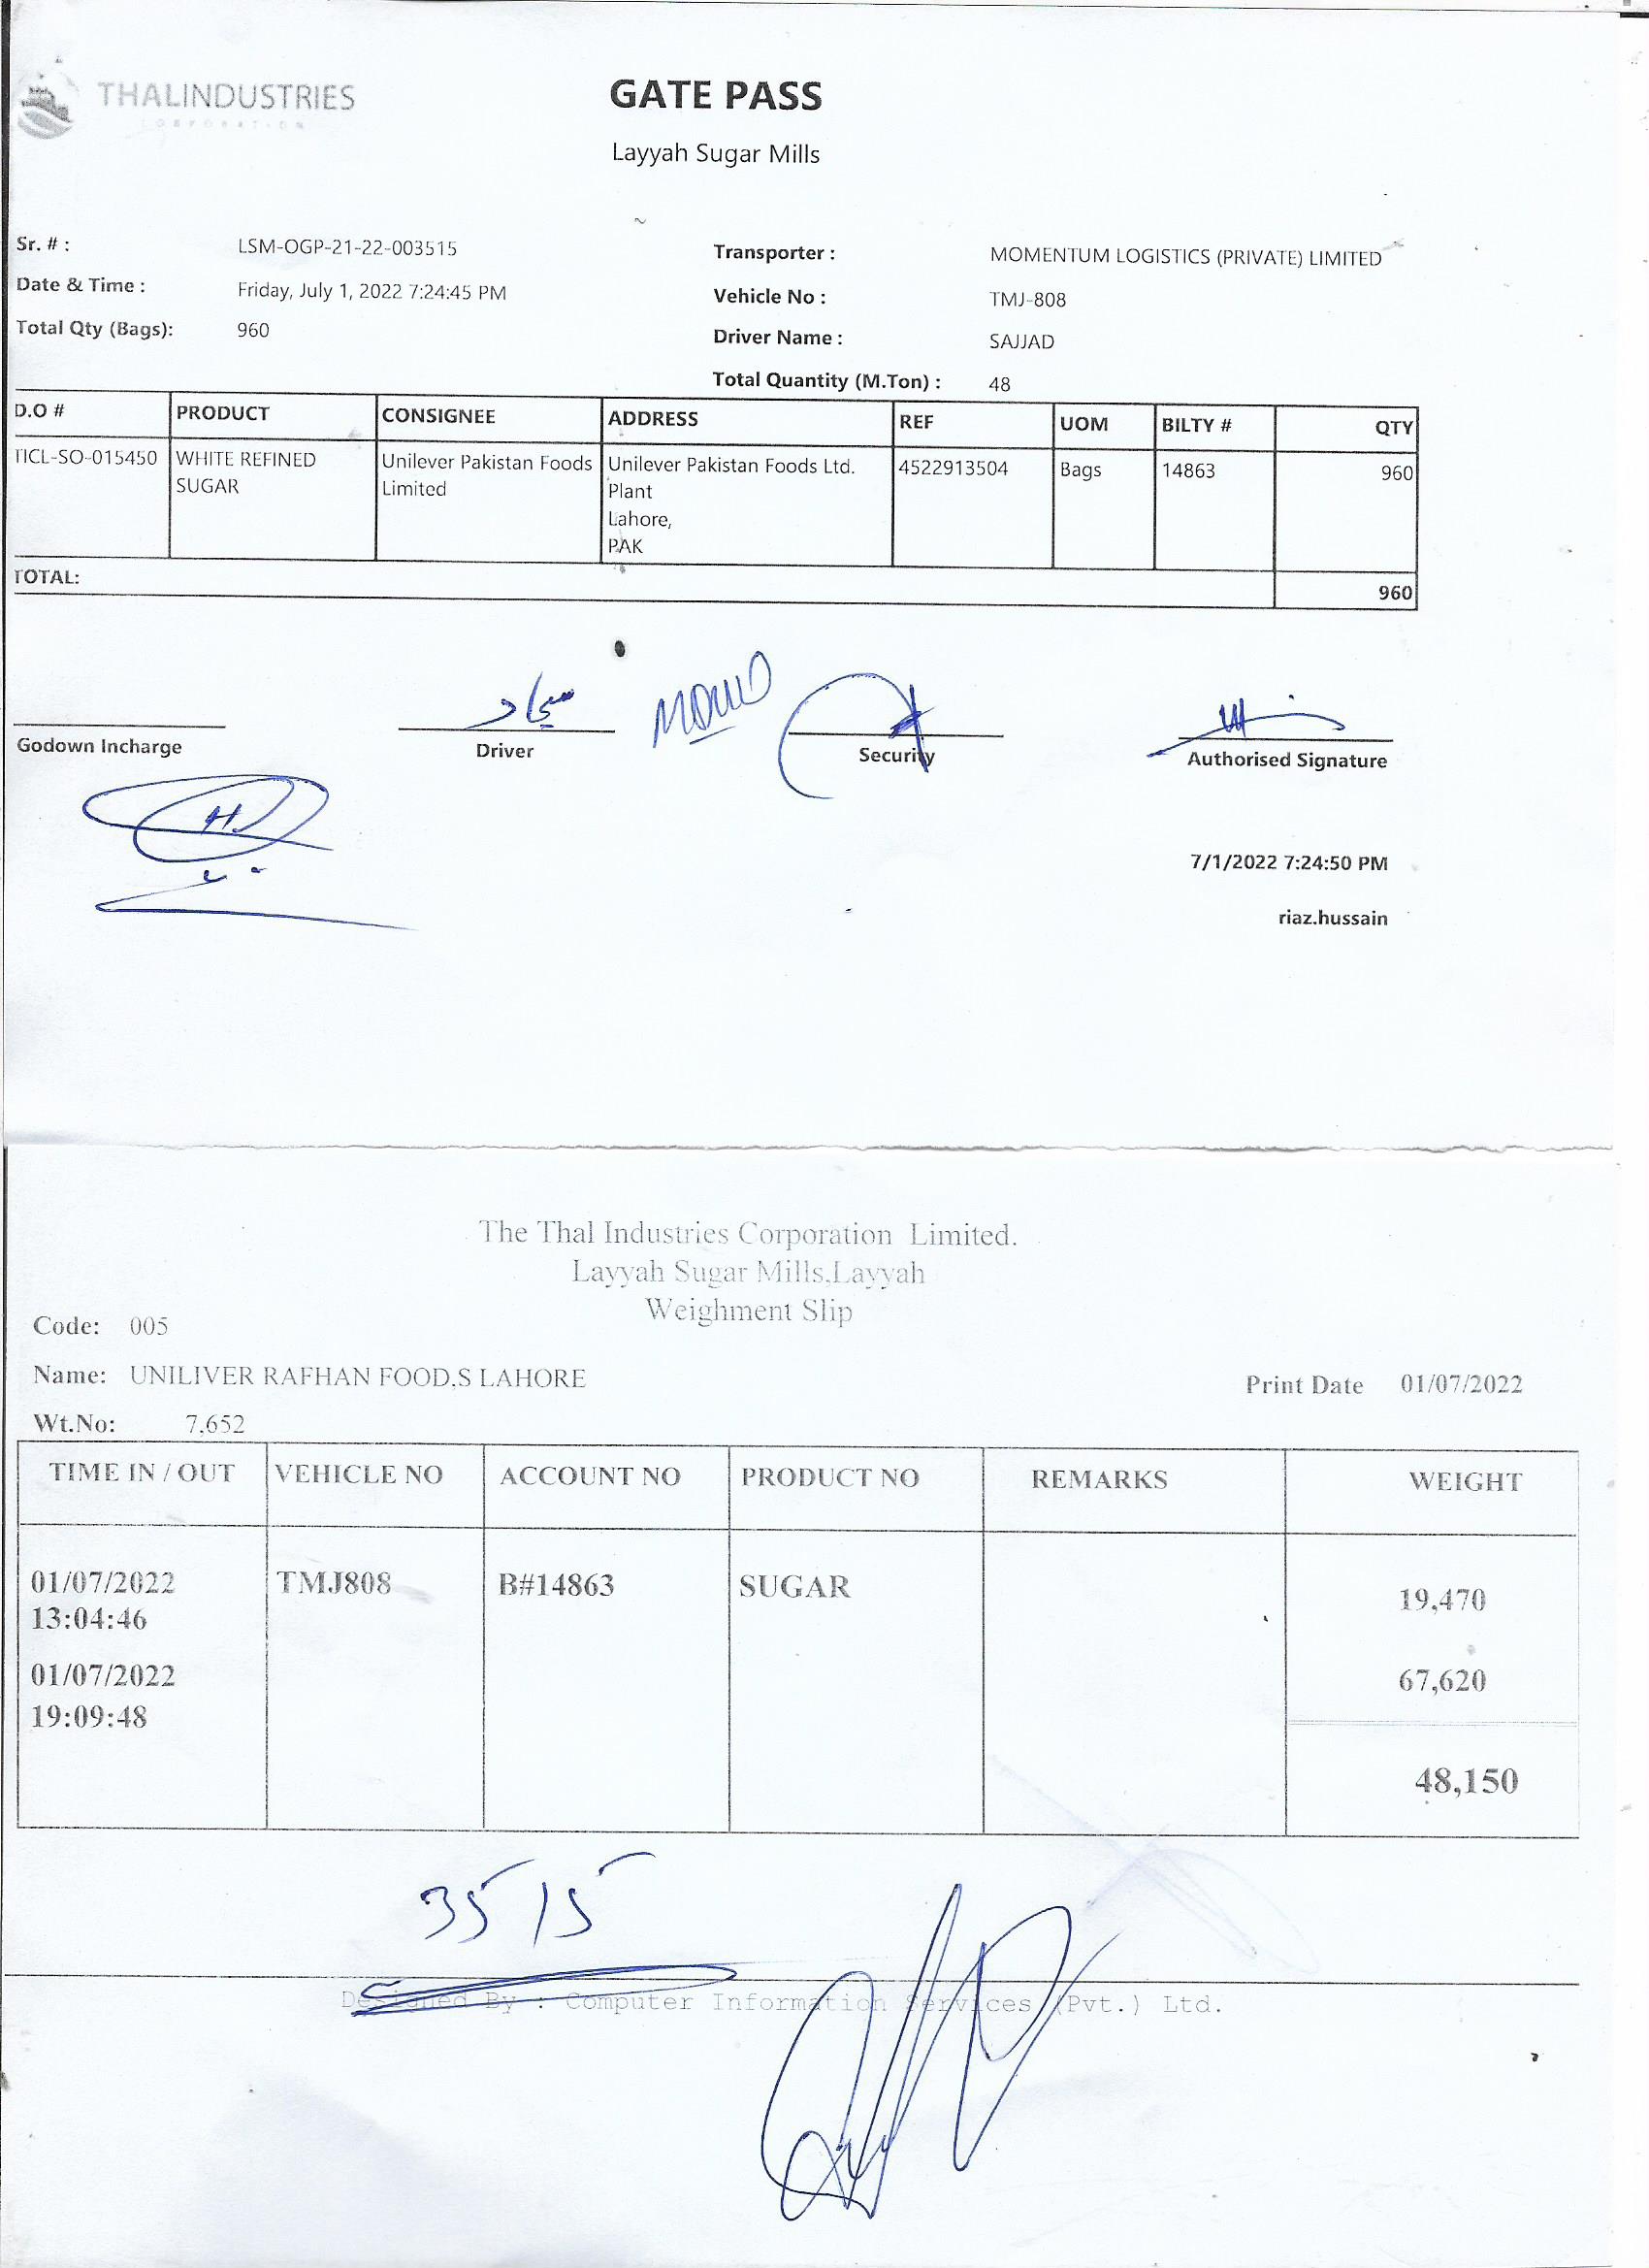 THALINDUSTRIES
CORPORATION
GATE PASS
Layyah Sugar Mills
Sr. # : LSM-OGP-21-22-003515
Date & Time : Friday, July 1, 2022 7:24:45 PM
Total Qty (Bags): 960
Transporter : MOMENTUM LOGISTICS (PRIVATE) LIMITED
Vehicle No : TMJ-808
Driver Name : SAJJAD
Total Quantity (M.Ton) : 48
D.O # PRODUCT CONSIGNEE ADDRESS REF UOM BILTY # QTY
TICL-SO-015450 WHITE REFINED Unilever Pakistan Foods Unilever Pakistan Foods Ltd. 4522913504 Bags 14863 960
SUGAR Limited Plant
Lahore,
PAK
TOTAL: 960
سجاد
Godown Incharge Driver Security Authorised Signature
7/1/2022 7:24:50 PM
riaz.hussain
The Thal Industries Corporation Limited.
Layyah Sugar Mills,Layyah
Weighment Slip
Code: 005
Name: UNILIVER RAFHAN FOOD.S LAHORE
Print Date 01/07/2022
Wt.No: 7,652
TIME IN / OUT VEHICLE NO ACCOUNT NO PRODUCT NO REMARKS WEIGHT
01/07/2022 TMJ808 B#14863 SUGAR 19,470
13:04:46
01/07/2022 67,620
19:09:48
48,150
3515
Designed By : Computer Information Services (Pvt.) Ltd.